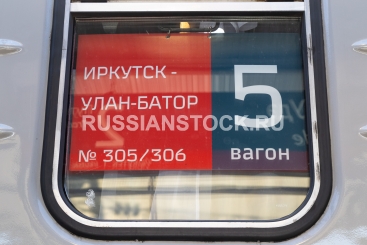 ИРКУТСК -
УЛАН-БАТОР
№ 305/306
5
вагон
RUSSIANSTOCK.RU